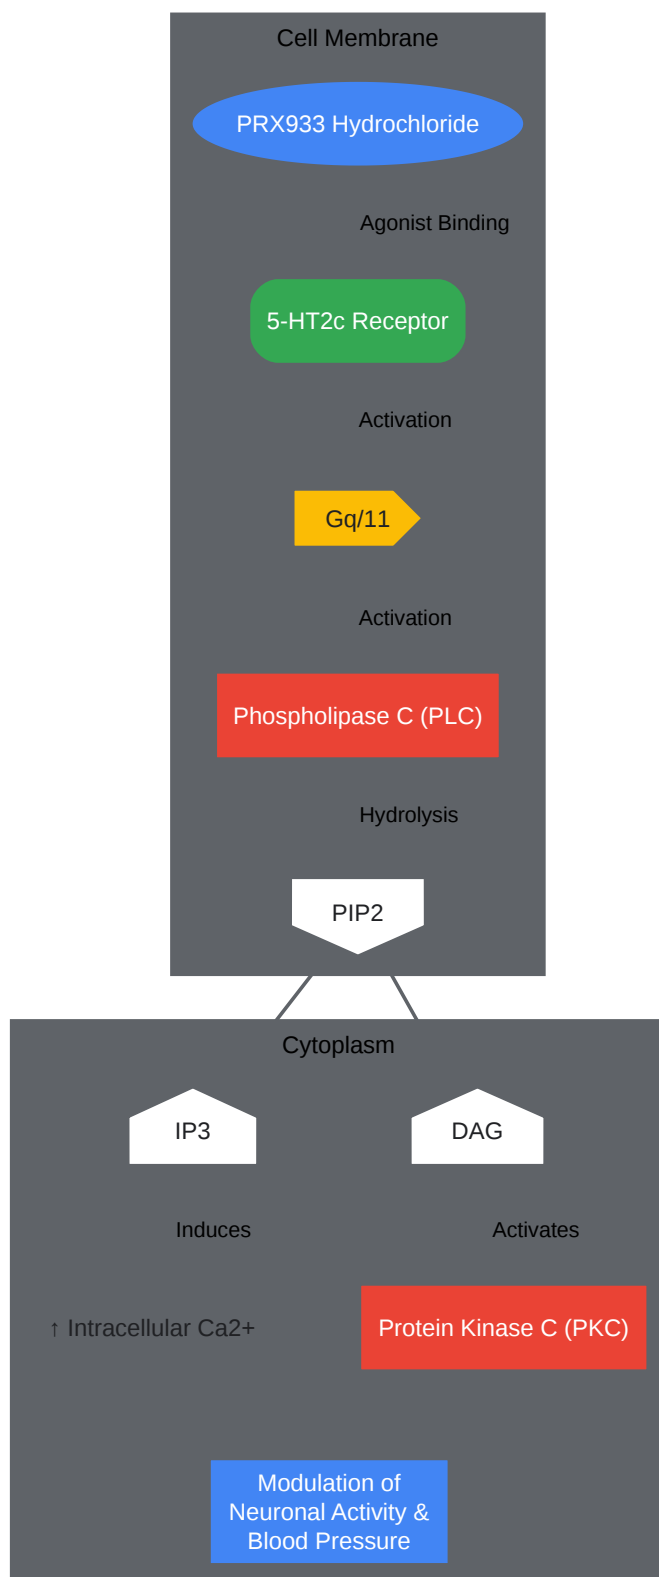 Cell Membrane
PRX933 Hydrochloride
Agonist Binding
5-HT2c Receptor
Activation
Gq/11
Activation
Phospholipase C (PLC)
Hydrolysis
PIP2
Cytoplasm
IP3
DAG
Induces
Activates
↑ Intracellular Ca2+
Protein Kinase C (PKC)
Modulation of
Neuronal Activity &
Blood Pressure